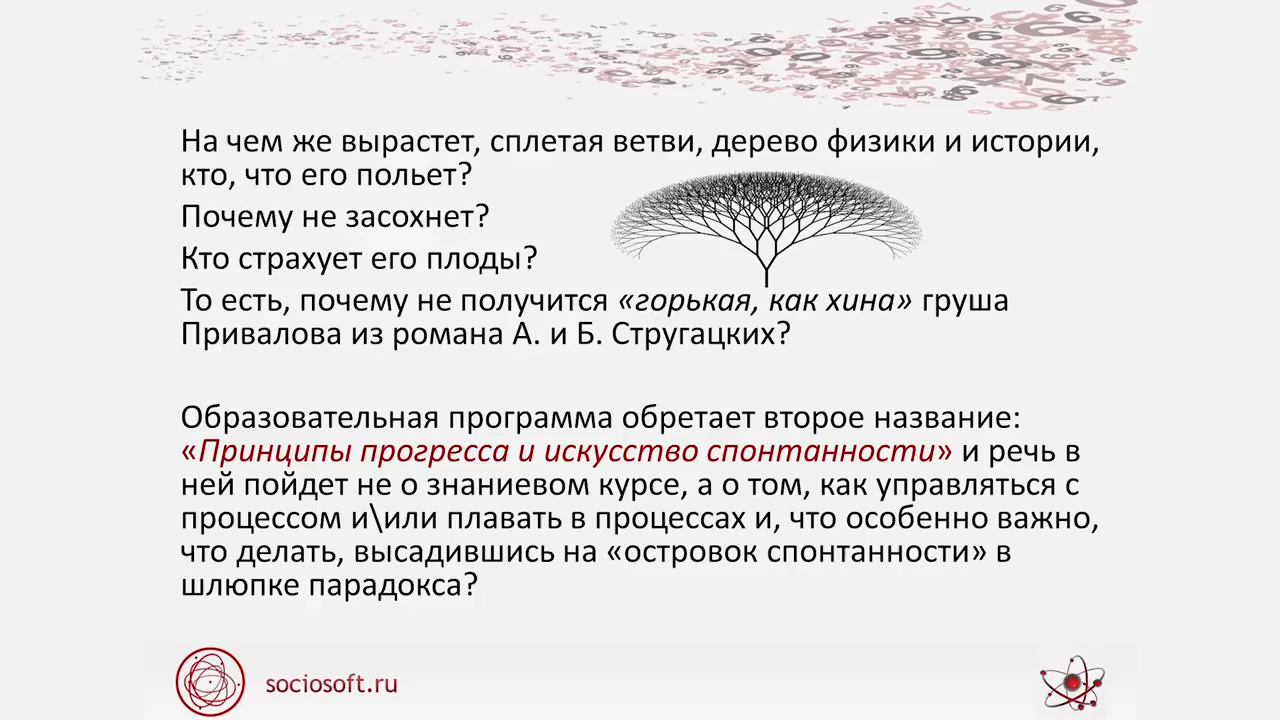 На чем же вырастет, сплетая ветви, дерево физики и истории,
кто, что его польет?
Почему не засохнет?
Кто страхует его плоды?
То есть, почему не получится «горькая, как хина» груша
Привалова из романа А. и Б. Стругацких?
Образовательная программа обретает второе название:
«Принципы прогресса и искусство спонтанности» и речь в
ней пойдет не о знаниевом курсе, а о том, как управляться с
процессом и\или плавать в процессах и, что особенно важно,
что делать, высадившись на «островок спонтанности» в
шлюпке парадокса?
sociosoft.ru